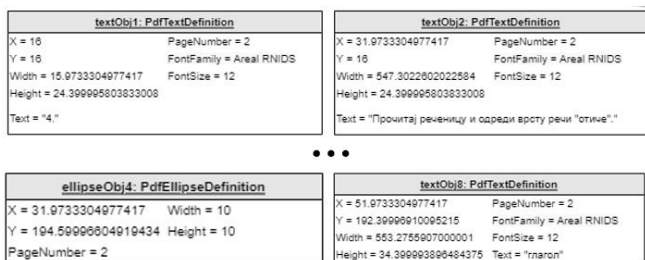 textObj1: PdfTextDefinition
X = 16 PageNumber = 2
Y = 16 FontFamily = Areal RNIDS
Width = 15.9733304977417 FontSize = 12
Height = 24.399995803833008
Text = "4."
textObj2: PdfTextDefinition
X = 31.9733304977417 PageNumber = 2
Y = 16 FontFamily = Areal RNIDS
Width = 547.3022602022584 FontSize = 12
Height = 24.399995803833008
Text = "Прочитај реченицу и одреди врсту речи "отиче"."
ellipseObj4: PdfEllipseDefinition
X = 31.9733304977417 Width = 10
Y = 194.59996604919434 Height = 10
PageNumber = 2
textObj8: PdfTextDefinition
X = 51.9733304977417 PageNumber = 2
Y = 192.39996910095215 FontFamily = Areal RNIDS
Width = 553.2755907000001 FontSize = 12
Height = 34.399993896484375 Text = "глагол"